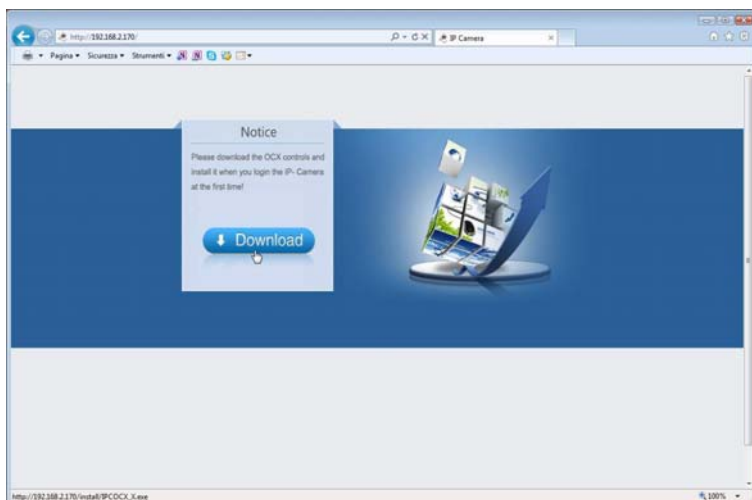 http://192.168.2.170/
IP Camera
Pagina
Sicurezza
Strumenti
Notice
Please download the OCX controls and
install it when you login the IP- Camera
at the first time!
Download
http://192.168.2.170/install/IPCOCX_X.exe
100%